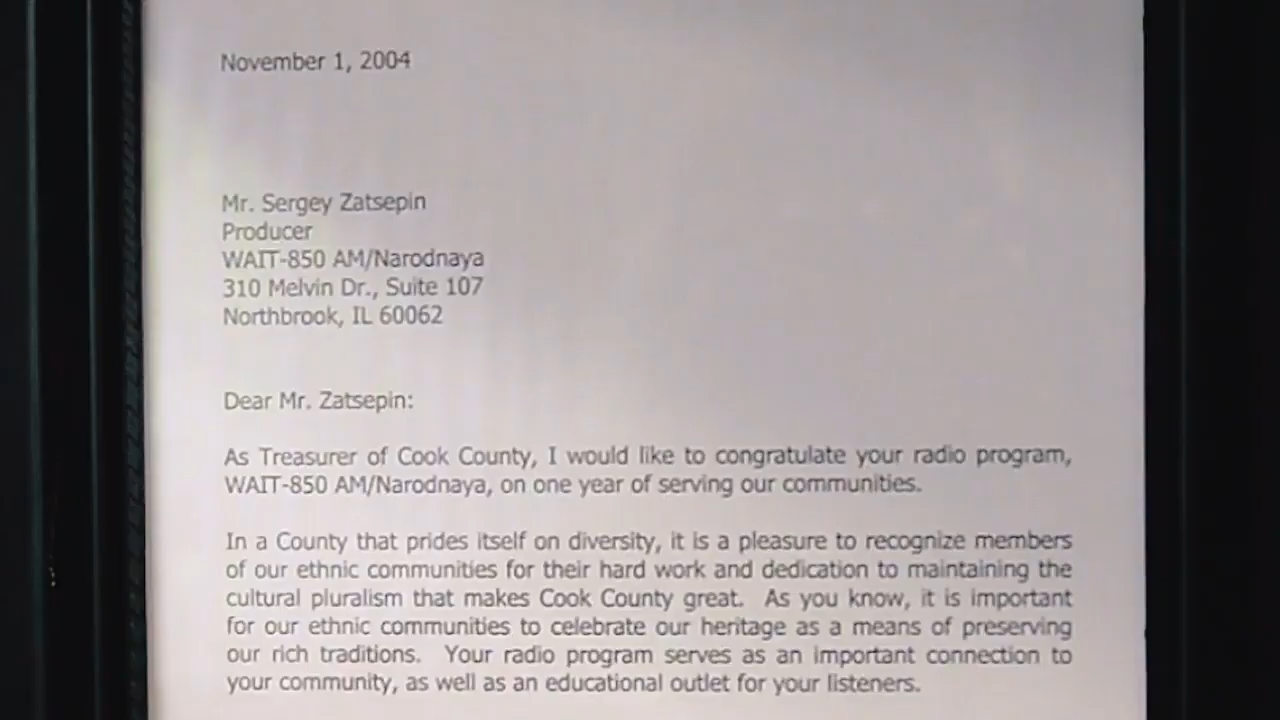 November 1, 2004
Mr. Sergey Zatsepin
Producer
WAIT-850 AM/Narodnaya
310 Melvin Dr., Suite 107
Northbrook, IL 60062
Dear Mr. Zatsepin:
As Treasurer of Cook County, I would like to congratulate your radio program,
WAIT-850 AM/Narodnaya, on one year of serving our communities.
In a County that prides itself on diversity, it is a pleasure to recognize members
of our ethnic communities for their hard work and dedication to maintaining the
cultural pluralism that makes Cook County great.  As you know, it is important
for our ethnic communities to celebrate our heritage as a means of preserving
our rich traditions.  Your radio program serves as an important connection to
your community, as well as an educational outlet for your listeners.